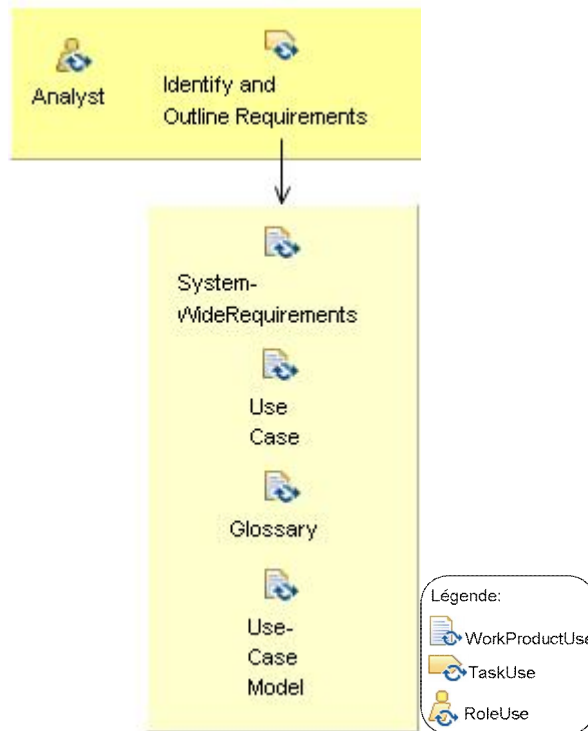 Analyst
Identify and
Outline Requirements
System-
WideRequirements
Use
Case
Glossary
Use-
Case
Model
Légende:
WorkProductUse
TaskUse
RoleUse